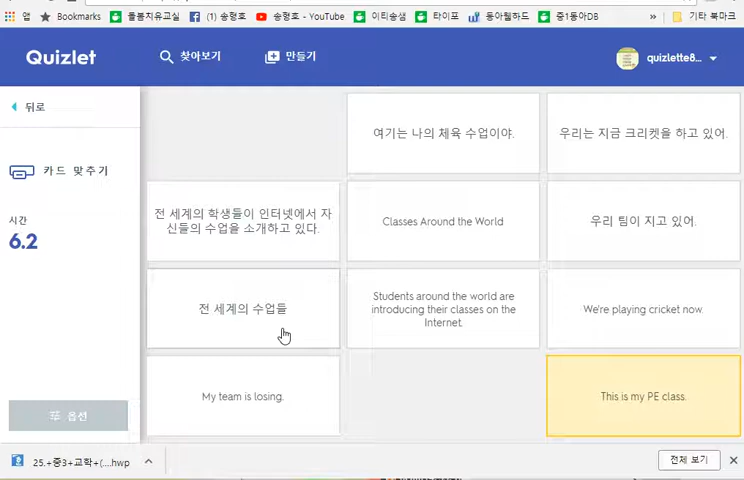 앱 Bookmarks 돌봄지유교실 (1) 송형호 송형호 - YouTube 이티송샘 타이포 동아웰하드 중1동아DB » 기타 북마크
Quizlet 찾아보기 만들기 quizlette8...
뒤로
여기는 나의 체육 수업이야.
우리는 지금 크리켓을 하고 있어.
카드 맞추기
시간
6.2
전 세계의 학생들이 인터넷에서 자
신들의 수업을 소개하고 있다.
Classes Around the World
우리 팀이 지고 있어.
전 세계의 수업들
Students around the world are
introducing their classes on the
Internet.
We're playing cricket now
My team is losing.
This is my PE class.
옵션
25.+중3+교학+(....hwp
전체 보기